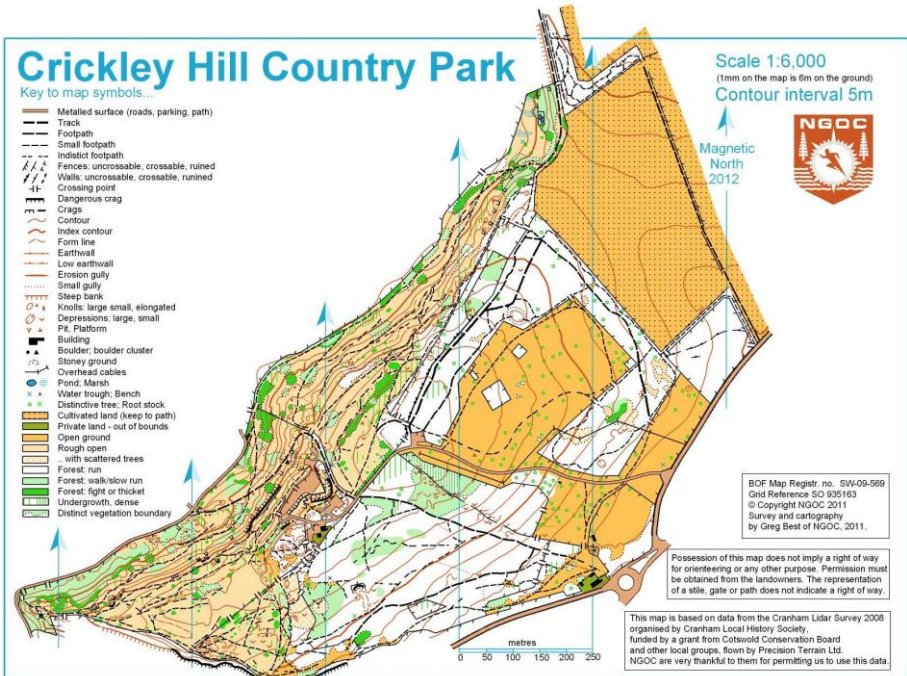 Crickley Hill Country Park
Key to map symbols...
Metalled surface (roads, parking, path)
Track
Footpath
Small footpath
Indistict footpath
Fences: uncrossable, crossable, ruined
Walls: uncrossable, crossable, runined
Crossing point
Dangerous crag
Crags
Contour
Index contour
Form line
Earthwall
Low earthwall
Erosion gully
Small gully
Steep bank
Knolls: large small, elongated
Depressions: large, small
Pit, Platform
Building
Boulder; boulder cluster
Stoney ground
Overhead cables
Pond; Marsh
Water trough; Bench
Distinctive tree; Root stock
Cultivated land (keep to path)
Private land - out of bounds
Open ground
Rough open
.. with scattered trees
Forest: run
Forest: walk/slow run
Forest: fight or thicket
Undergrowth, dense
Distinct vegetation boundary
Scale 1:6,000
(1mm on the map is 6m on the ground)
Contour interval 5m
Magnetic
North
2012
NGOC
BOF Map Registr. no. SW-09-569
Grid Reference SO 935163
© Copyright NGOC 2011
Survey and cartography
by Greg Best of NGOC, 2011.
Possession of this map does not imply a right of way
for orienteering or any other purpose. Permission must
be obtained from the landowners. The representation
of a stile, gate or path does not indicate a right of way.
This map is based on data from the Cranham Lidar Survey 2008
organised by Cranham Local History Society,
funded by a grant from Cotswold Conservation Board
and other local groups, flown by Precision Terrain Ltd.
NGOC are very thankful to them for permitting us to use this data.
metres
0 50 100 150 200 250